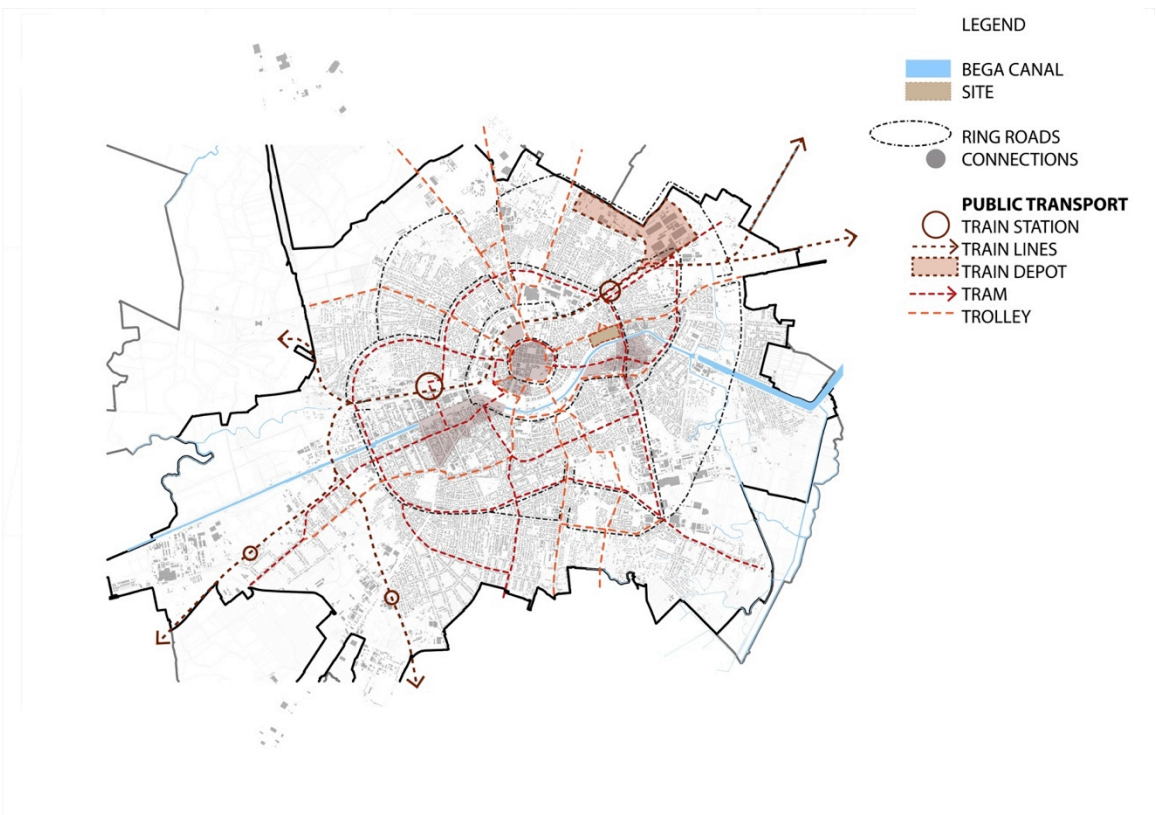 LEGEND
BEGA CANAL
SITE
RING ROADS
CONNECTIONS
PUBLIC TRANSPORT
TRAIN STATION
TRAIN LINES
TRAIN DEPOT
TRAM
TROLLEY